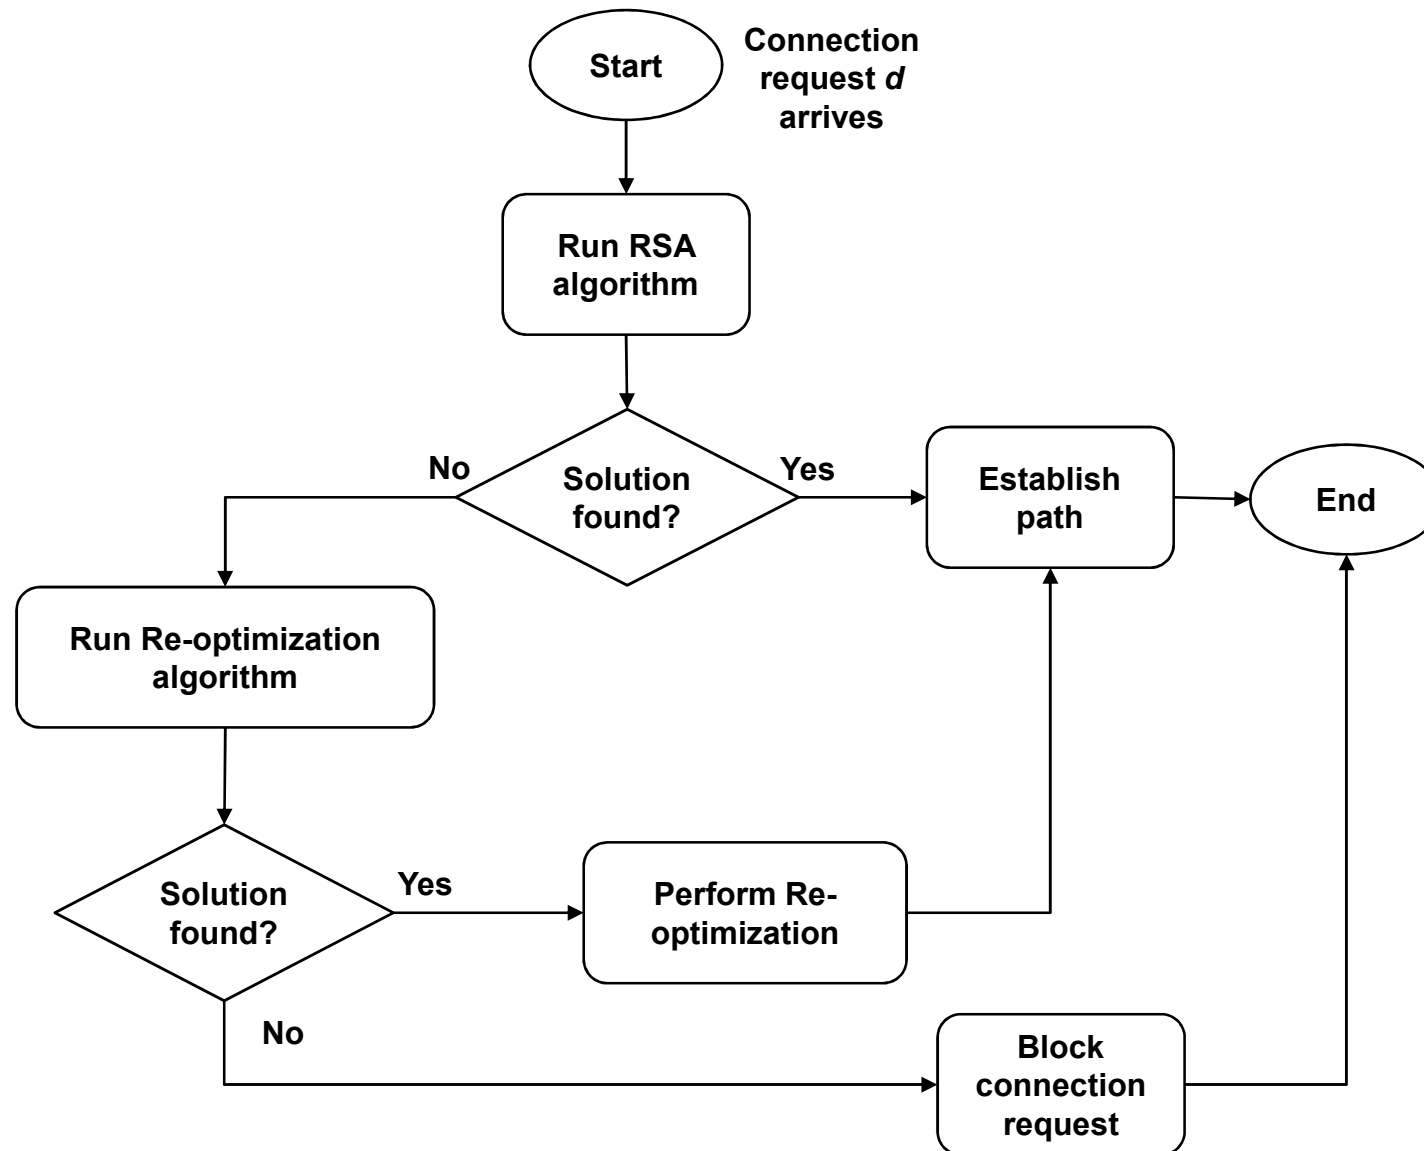 Start
Connection
request d
arrives
Run RSA
algorithm
No
Solution
found?
Yes
Establish
path
End
Run Re-optimization
algorithm
Solution
found?
Yes
Perform Re-
optimization
No
Block
connection
request